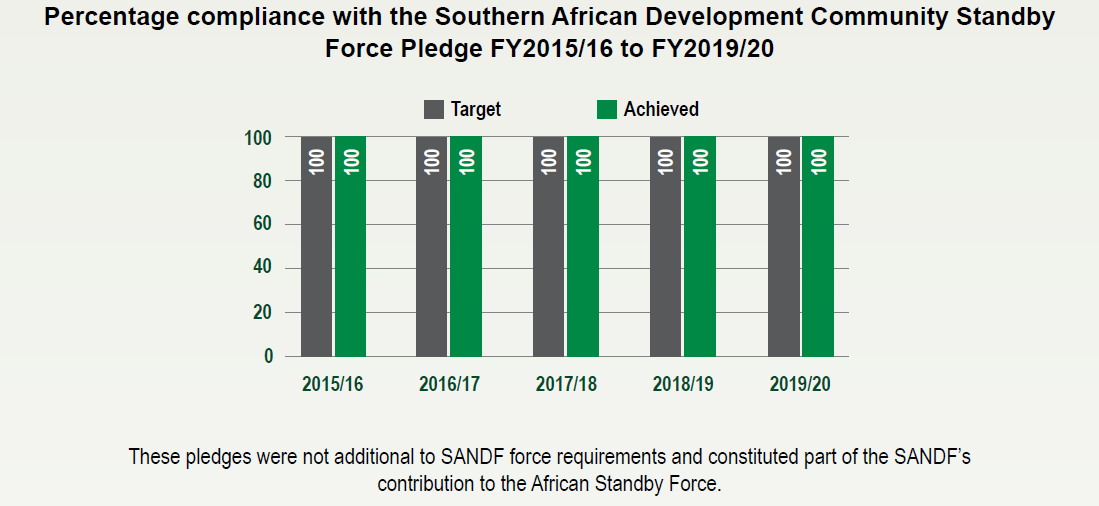 Percentage compliance with the Southern African Development Community Standby
Force Pledge FY2015/16 to FY2019/20
Target Achieved
100
80
60
40
20
0
100 100 100 100 100 100 100 100 100 100
2015/16 2016/17 2017/18 2018/19 2019/20
These pledges were not additional to SANDF force requirements and constituted part of the SANDF's
contribution to the African Standby Force.